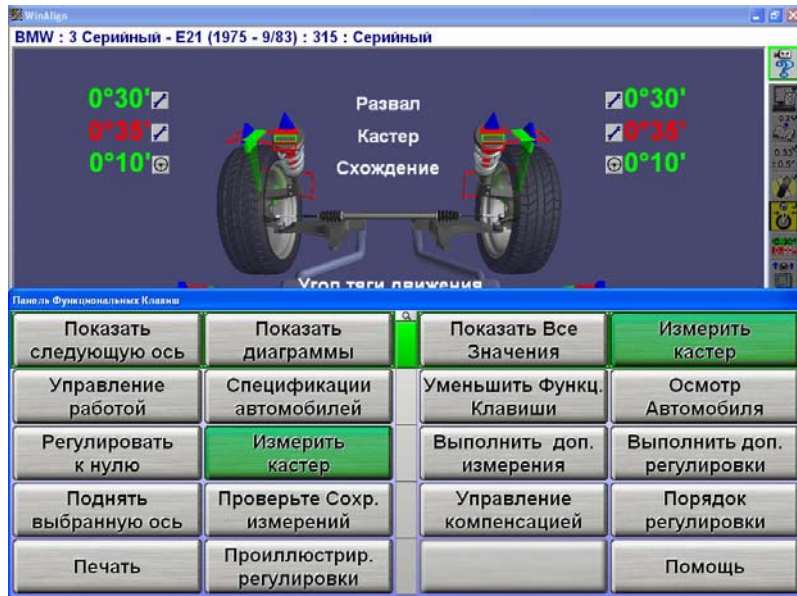 WinAlign
BMW : 3 Серийный - E21 (1975 - 9/83) : 315 : Серийный
0°30' Развал 0°30'
0°35' Кастер 0°35'
0°10' Схождение 0°10'
Угол тяги движения
Панель Функциональных Клавиш
Показать
следующую ось
Показать
диаграммы
Показать Все
Значения
Измерить
кастер
Управление
работой
Спецификации
автомобилей
Уменьшить Функц.
Клавиши
Осмотр
Автомобиля
Регулировать
к нулю
Измерить
кастер
Выполнить доп.
измерения
Выполнить доп.
регулировки
Поднять
выбранную ось
Проверьте Сохр.
измерений
Управление
компенсацией
Порядок
регулировки
Печать
Проиллюстрир.
регулировки
Помощь